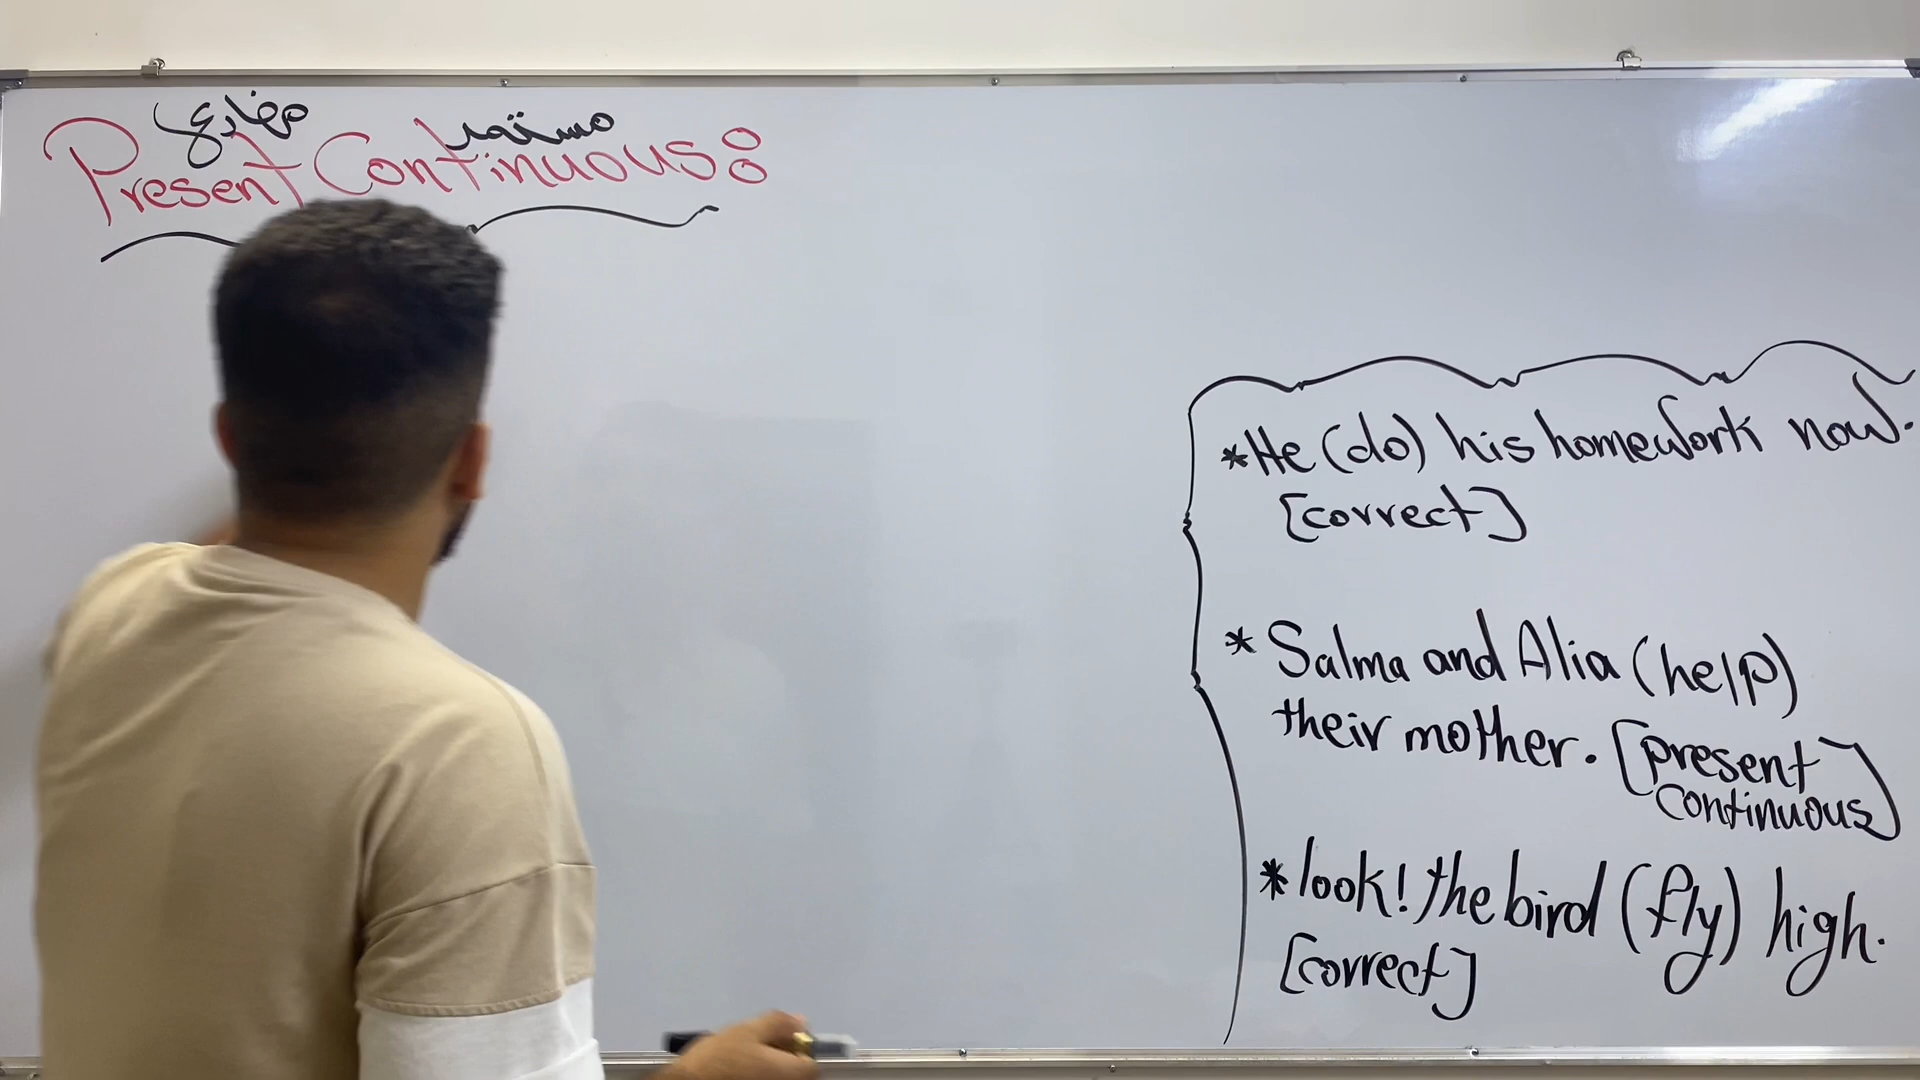 مضارع مستمر
Present Continuous:
*He (do) his homework now.
[correct]
* Salma and Alia (help)
their mother. [present
continuous]
*look! the bird (fly) high.
[correct]